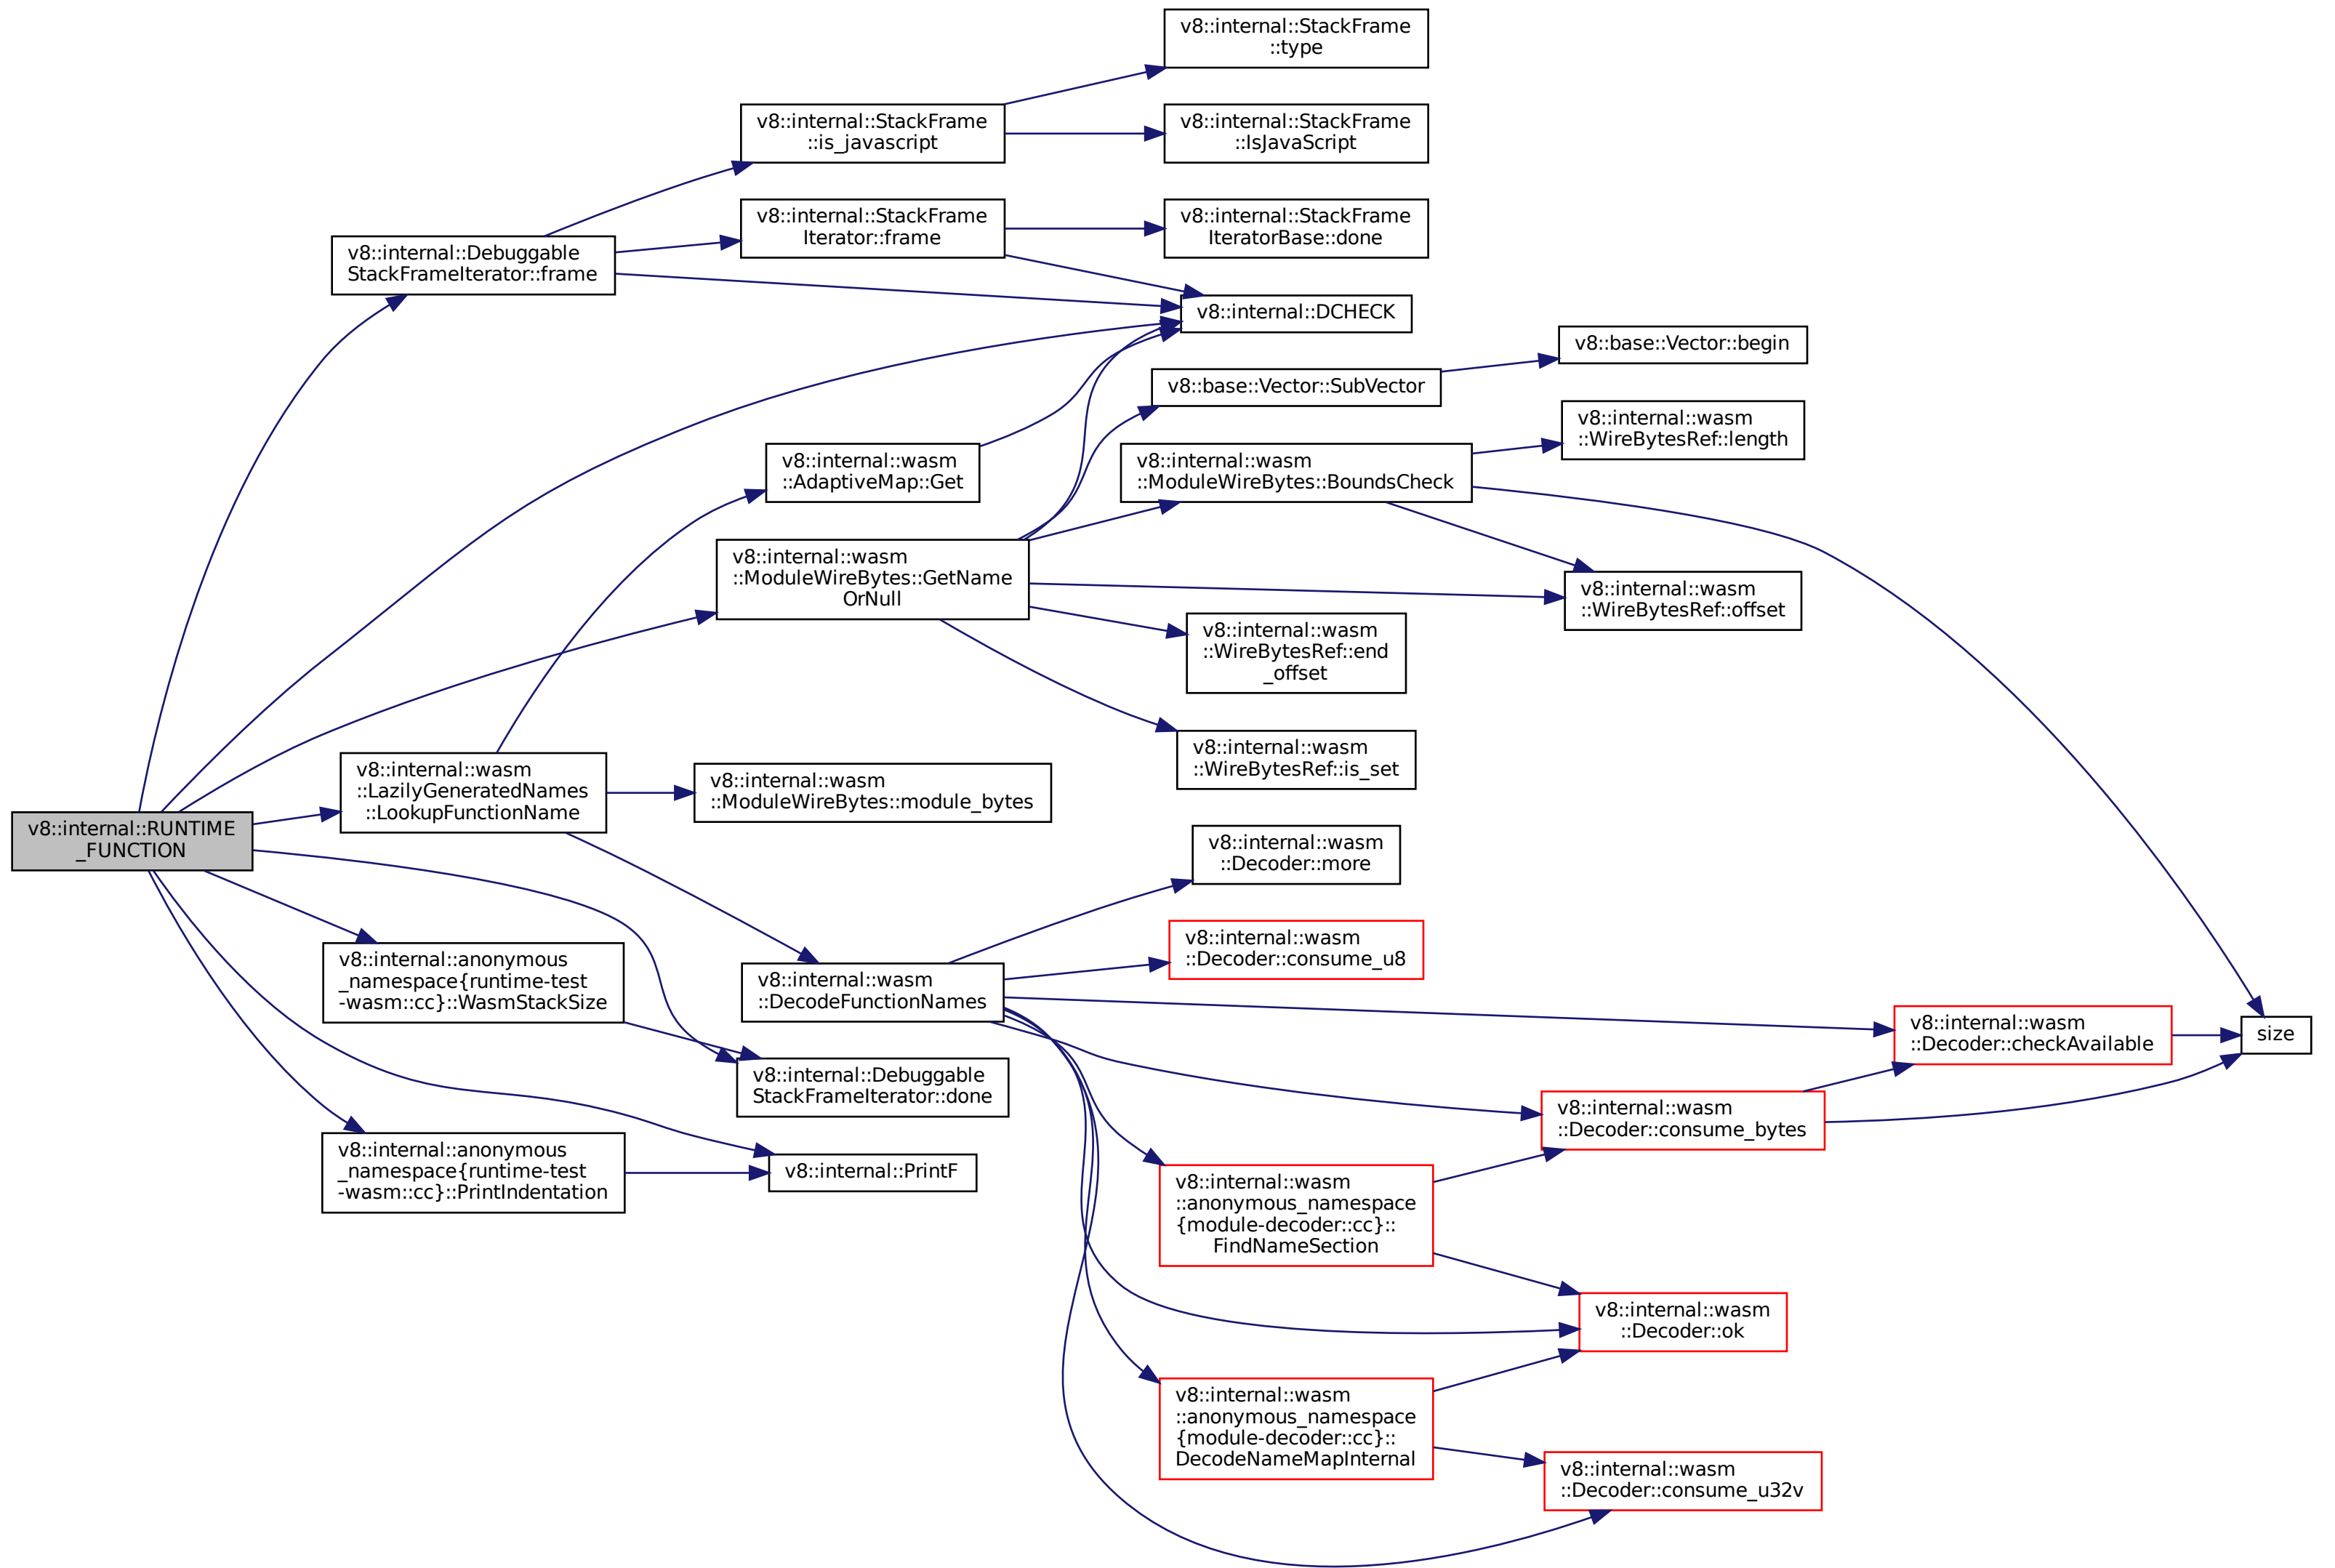 v8::internal::StackFrame
::type
v8::internal::StackFrame
::is_javascript
v8::internal::StackFrame
::IsJavaScript
v8::internal::StackFrame
Iterator::frame
v8::internal::StackFrame
IteratorBase::done
v8::internal::Debuggable
StackFrameIterator::frame
v8::internal::DCHECK
v8::base::Vector::begin
v8::base::Vector::SubVector
v8::internal::wasm
::WireBytesRef::length
v8::internal::wasm
::AdaptiveMap::Get
v8::internal::wasm
::ModuleWireBytes::BoundsCheck
v8::internal::wasm
::ModuleWireBytes::GetName
OrNull
v8::internal::wasm
::WireBytesRef::offset
v8::internal::wasm
::WireBytesRef::end
_offset
v8::internal::wasm
::WireBytesRef::is_set
v8::internal::wasm
::LazilyGeneratedNames
::LookupFunctionName
v8::internal::wasm
::ModuleWireBytes::module_bytes
v8::internal::RUNTIME
_FUNCTION
v8::internal::wasm
::Decoder::more
v8::internal::wasm
::Decoder::consume_u8
v8::internal::anonymous
_namespace{runtime-test
-wasm::cc}::WasmStackSize
v8::internal::wasm
::DecodeFunctionNames
v8::internal::wasm
::Decoder::checkAvailable
size
v8::internal::Debuggable
StackFrameIterator::done
v8::internal::wasm
::Decoder::consume_bytes
v8::internal::anonymous
_namespace{runtime-test
-wasm::cc}::PrintIndentation
v8::internal::PrintF
v8::internal::wasm
::anonymous_namespace
{module-decoder::cc}::
FindNameSection
v8::internal::wasm
::Decoder::ok
v8::internal::wasm
::anonymous_namespace
{module-decoder::cc}::
DecodeNameMapInternal
v8::internal::wasm
::Decoder::consume_u32v